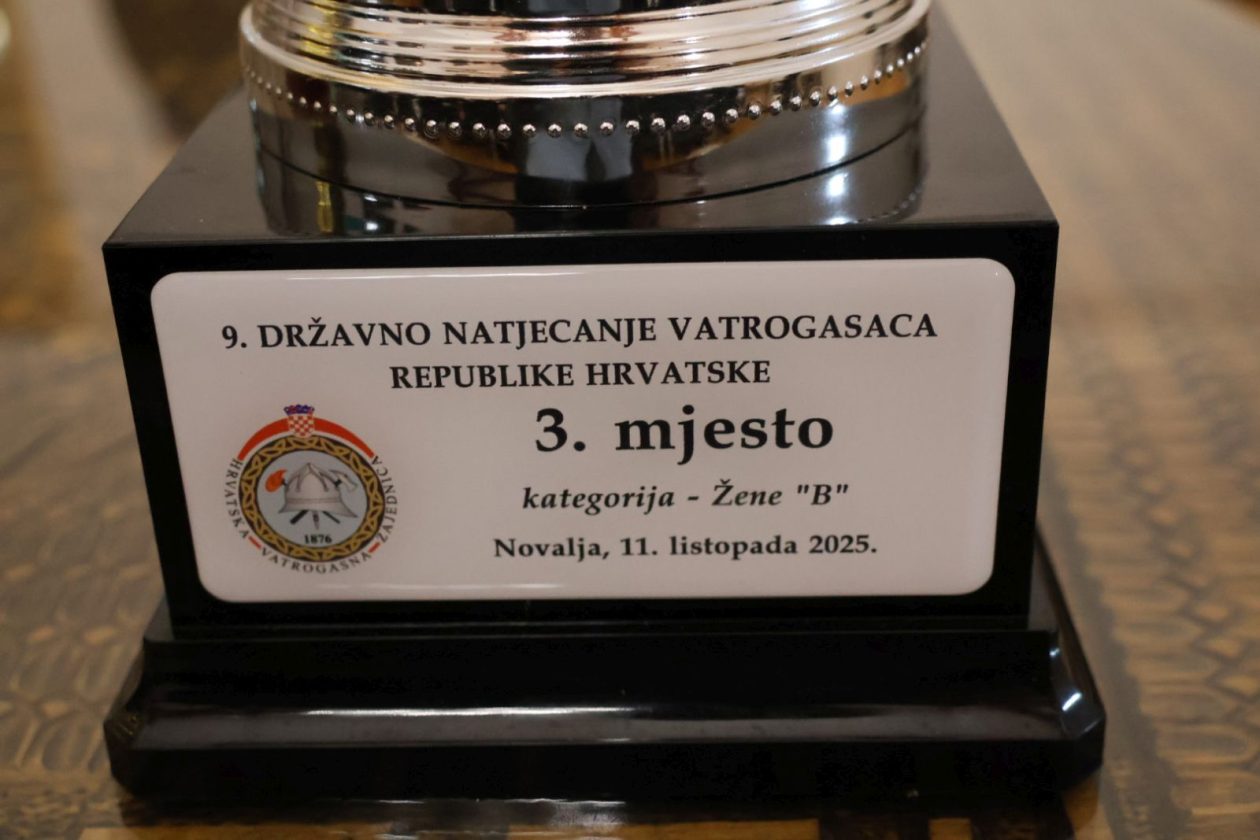 9. DRŽAVNO NATJECANJE VATROGASACA
REPUBLIKE HRVATSKE
3. mjesto
kategorija - Žene "B"
Novalja, 11. listopada 2025.
HRVATSKA VATROGASNA ZAJEDNICA
1876